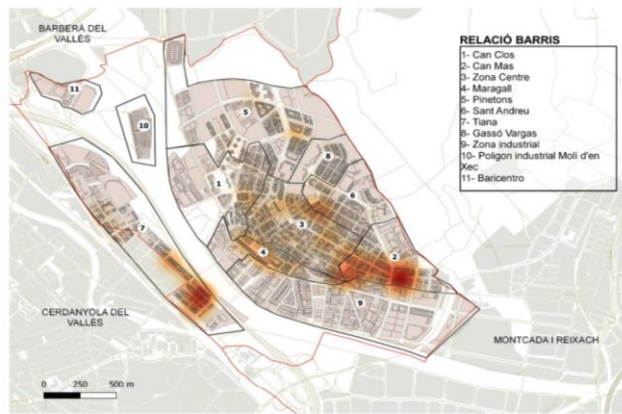 BARBERÀ DEL
VALLÈS
RELACIÓ BARRIS
1- Can Clos
2- Can Mas
3- Zona Centre
4- Maragall
5- Pinetons
6- Sant Andreu
7- Tiana
8- Gassó Vargas
9- Zona industrial
10- Poligon industrial Molí d'en
Xec
11- Baricentro
11
10
5
8
1
6
3
7
4
2
9
CERDANYOLA DEL
VALLÈS
MONTCADA I REIXACH
0 250 500 m